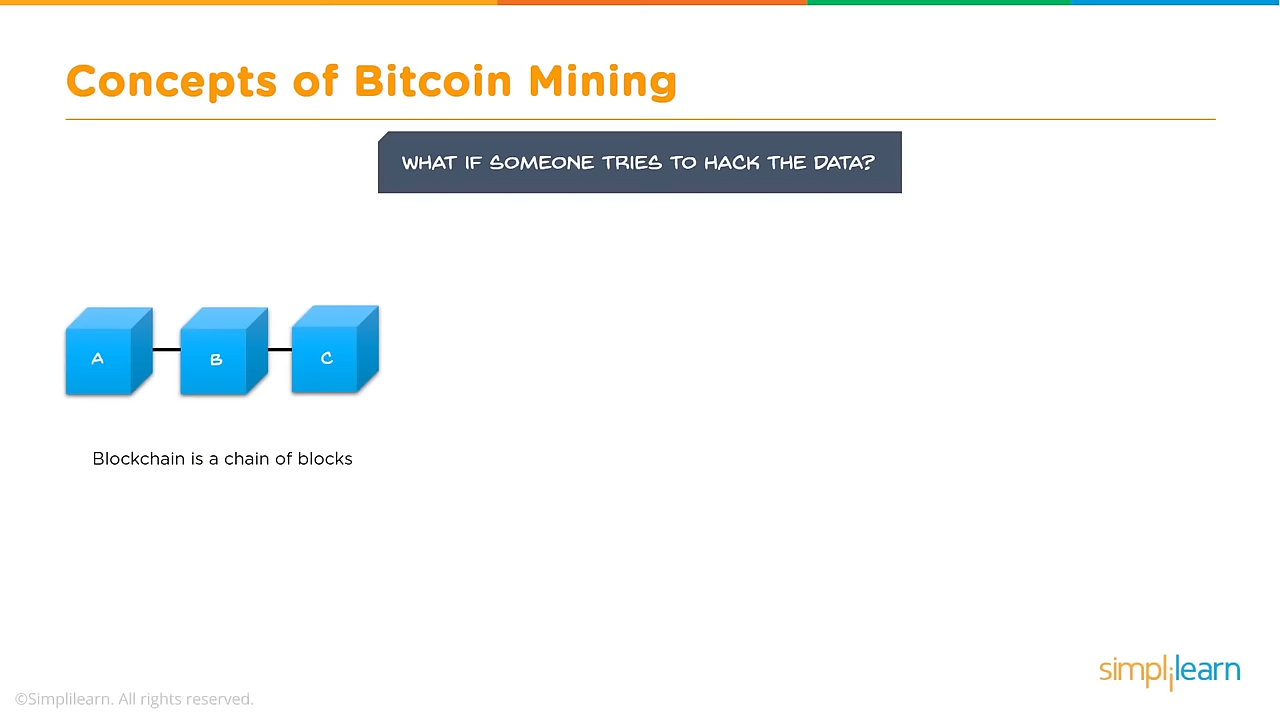 Concepts of Bitcoin Mining
WHAT IF SOMEONE TRIES TO HACK THE DATA?
A B C
Blockchain is a chain of blocks
simplilearn
©Simplilearn. All rights reserved.